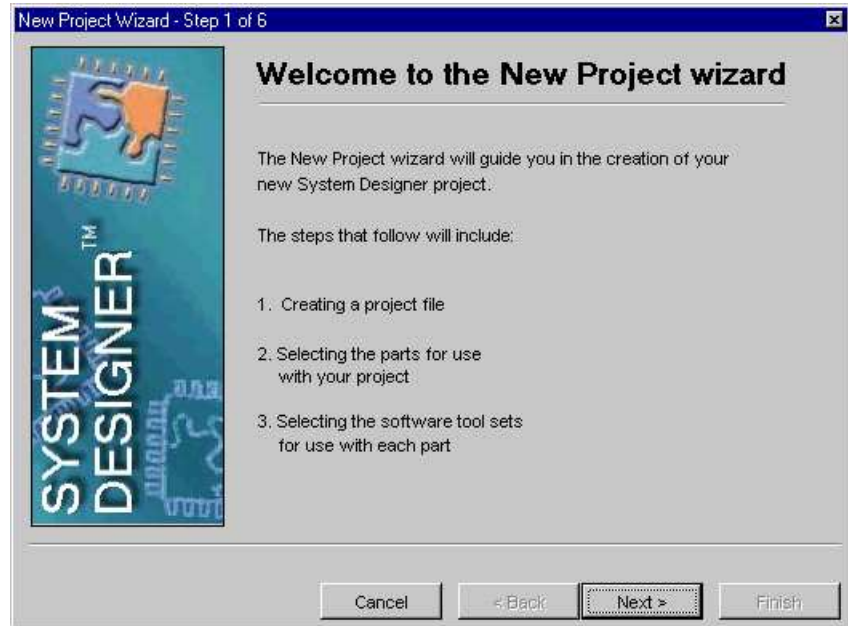 New Project Wizard - Step 1 of 6
SYSTEM
DESIGNER™
Welcome to the New Project wizard
The New Project wizard will guide you in the creation of your
new System Designer project.
The steps that follow will include:
1. Creating a project file
2. Selecting the parts for use
with your project
3. Selecting the software tool sets
for use with each part
Cancel
< Back
Next >
Finish